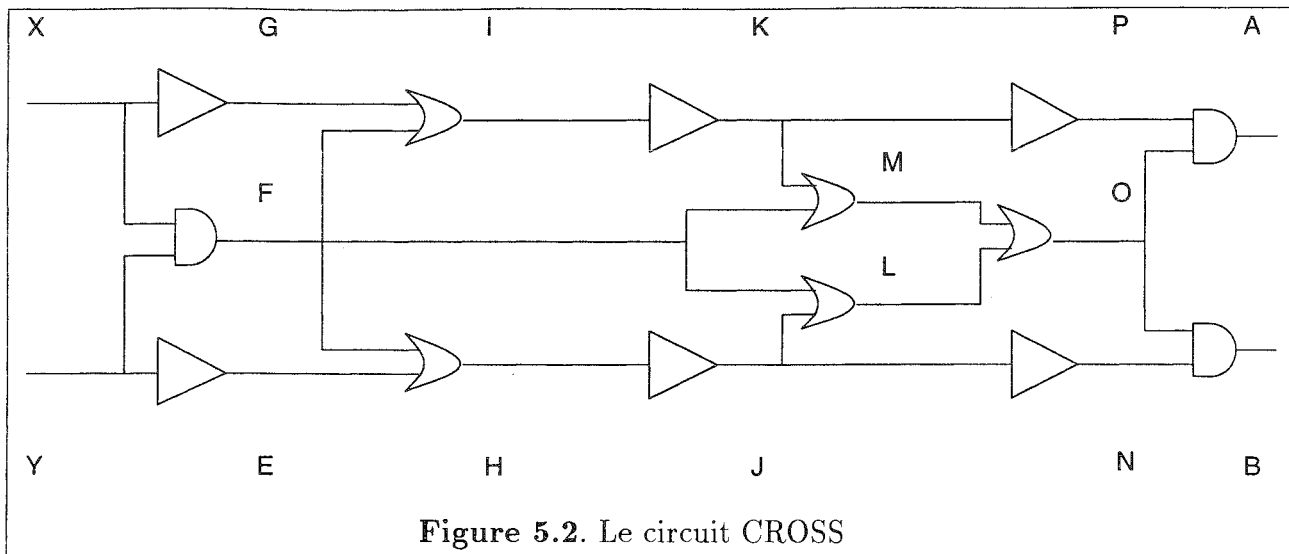 X G I K P A
M
F O
L
Y E H J N B
Figure 5.2. Le circuit CROSS